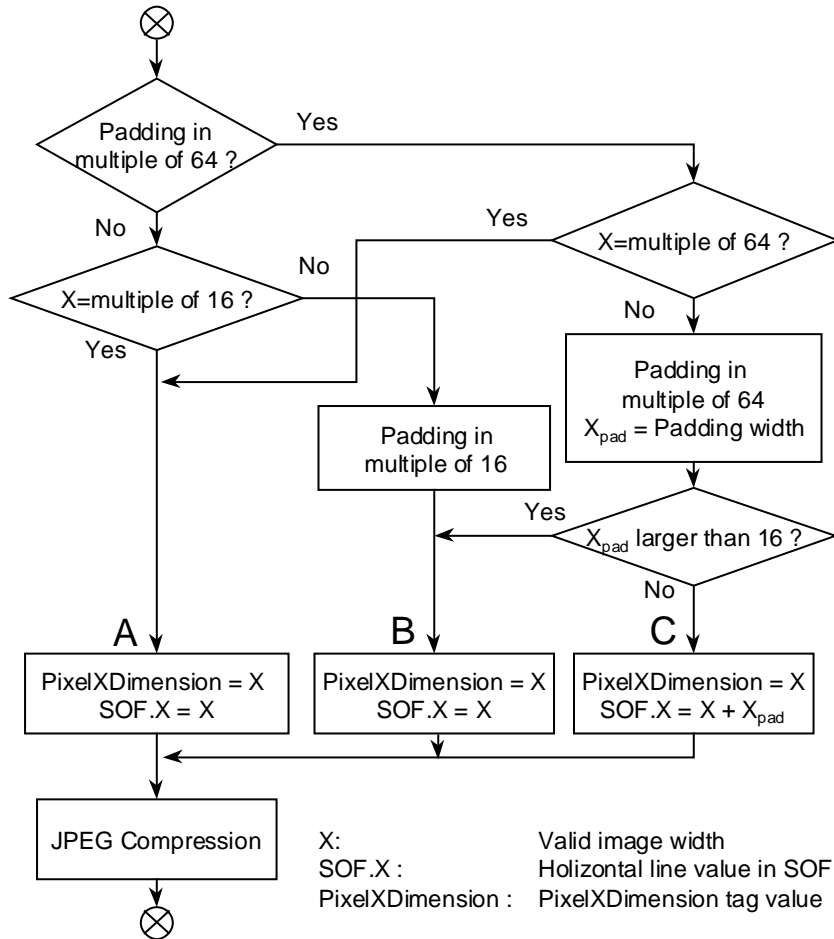 Padding in
multiple of 64 ?
Yes
No
Yes
X=multiple of 64 ?
No
X=multiple of 16 ?
No
Yes
Padding in
multiple of 64
Xpad = Padding width
Padding in
multiple of 16
Yes
Xpad larger than 16 ?
No
A
B
C
PixelXDimension = X
SOF.X = X
PixelXDimension = X
SOF.X = X
PixelXDimension = X
SOF.X = X + Xpad
JPEG Compression
X: Valid image width
SOF.X : Holizontal line value in SOF
PixelXDimension : PixelXDimension tag value